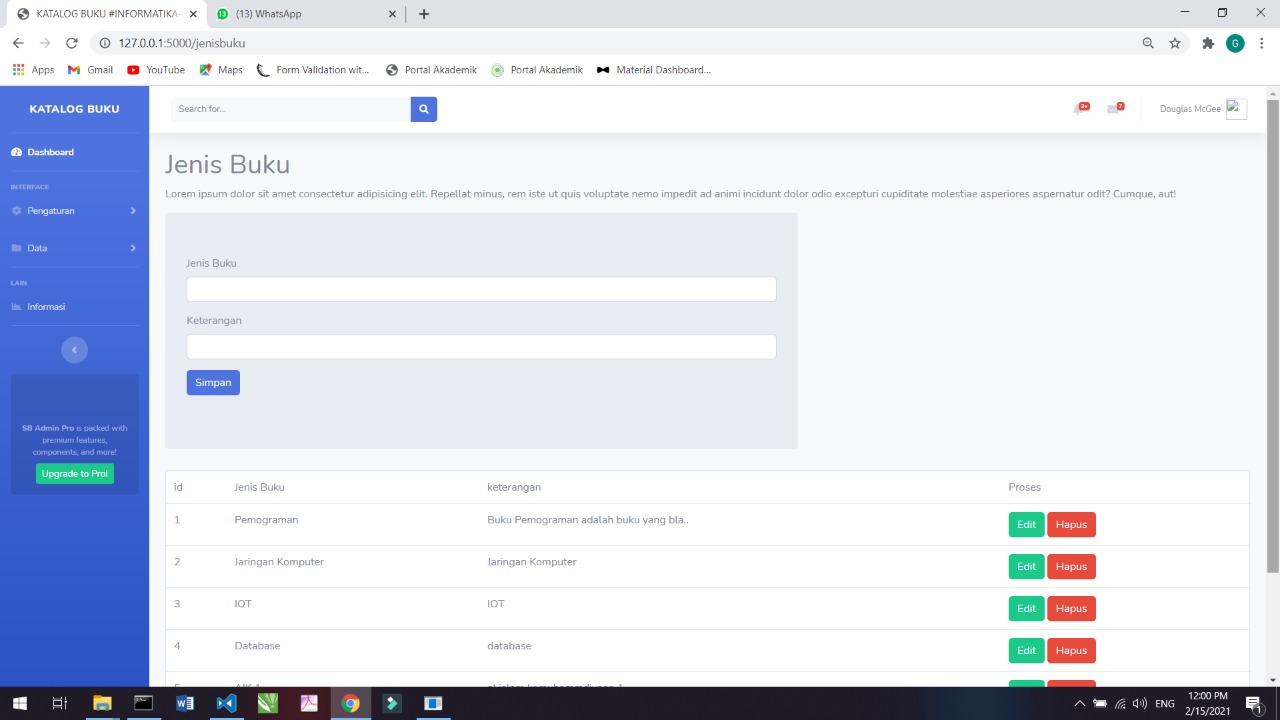 KATALOG BUKU #INFORMATIKA-
(13) WhatsApp
127.0.0.1:5000/jenisbuku
G
Apps
Gmail
YouTube
Maps
Form Validation wit...
Portal Akademik
Portal Akademik
Material Dashboard...
KATALOG BUKU
Search for...
3+
7
Douglas McGee
Dashboard
INTERFACE
Pengaturan
Data
LAIN
Informasi
SB Admin Pro is packed with
premium features,
components, and more!
Upgrade to Pro!
Jenis Buku
Lorem ipsum dolor sit amet consectetur adipisicing elit. Repellat minus, rem iste ut quis voluptate nemo impedit ad animi incidunt dolor odio excepturi cupiditate molestiae asperiores aspernatur odit? Cumque, aut!
Jenis Buku
Keterangan
Simpan
id Jenis Buku keterangan Proses
1 Pemograman Buku Pemograman adalah buku yang bla.. Edit Hapus
2 Jaringan Komputer Jaringan Komputer Edit Hapus
3 IOT IOT Edit Hapus
4 Database database Edit Hapus
ENG
12:00 PM
2/15/2021
1